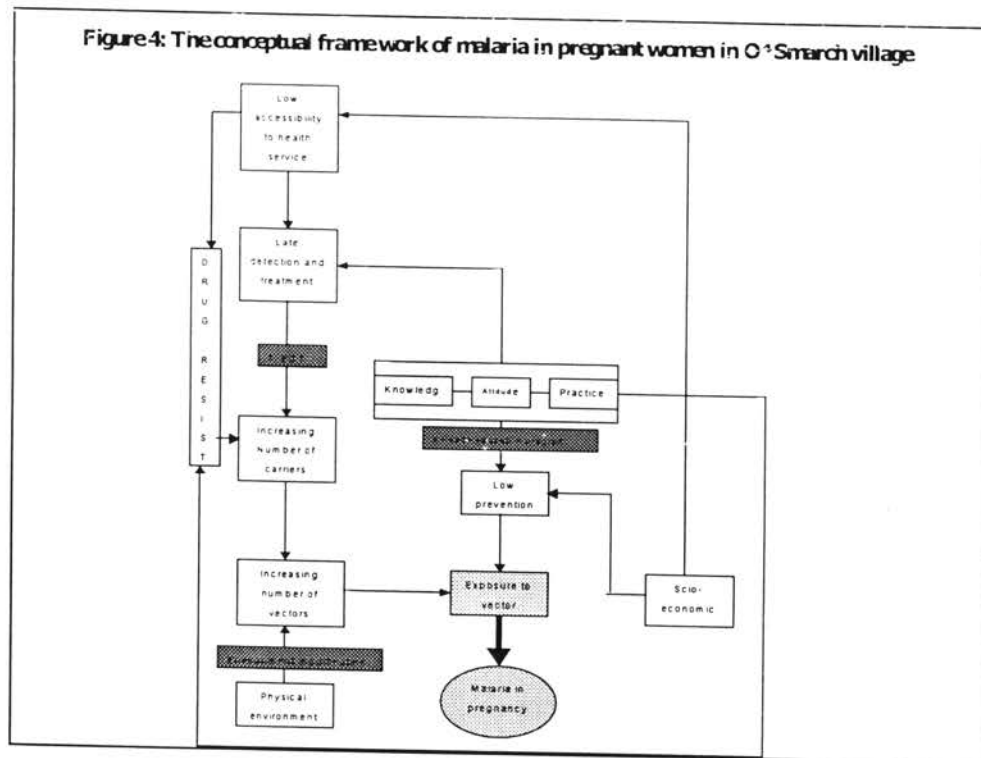 Figure 4: The conceptual framework of malaria in pregnant women in O'Smarch village
Low
accessibility
to health
service
Late
detection and
treatment
D
R
U
G
R
E
S
I
S
T
Knowledg
Attitude
Practice
Increasing
Number of
carriers
Low
prevention
Increasing
number of
vectors
Exposure to
vector
Scio-
economic
Malaria in
pregnancy
Physical
environment